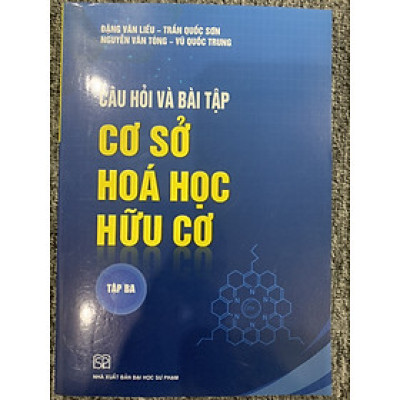 ĐẶNG VĂN LIẾU – TRẦN QUỐC SƠN
NGUYỄN VĂN TÒNG – VŨ QUỐC TRUNG
CÂU HỎI VÀ BÀI TẬP
CƠ SỞ
HOÁ HỌC
HỮU CƠ
TẬP BA
NHÀ XUẤT BẢN ĐẠI HỌC SƯ PHẠM